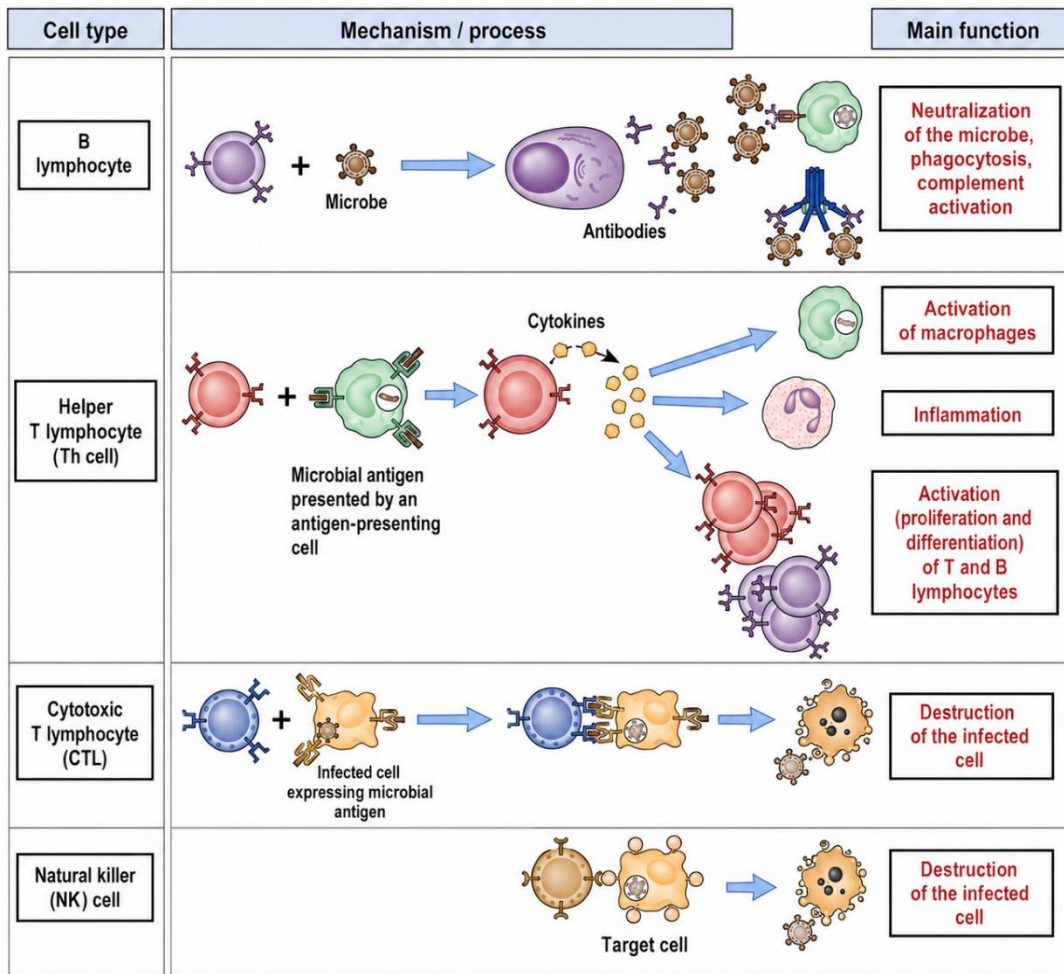 Cell type
Mechanism / process
Main function
B
lymphocyte
Microbe
Antibodies
Neutralization
of the microbe,
phagocytosis,
complement
activation
Helper
T lymphocyte
(Th cell)
Microbial antigen
presented by an
antigen-presenting
cell
Cytokines
Activation
of macrophages
Inflammation
Activation
(proliferation and
differentiation)
of T and B
lymphocytes
Cytotoxic
T lymphocyte
(CTL)
Infected cell
expressing microbial
antigen
Destruction
of the infected
cell
Natural killer
(NK) cell
Target cell
Destruction
of the infected
cell